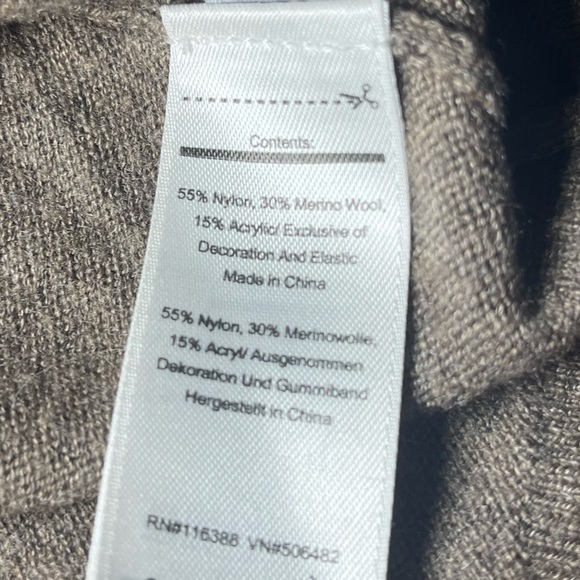 Contents:
55% Nylon, 30% Merino Wool,
15% Acrylic/ Exclusive of
Decoration And Elastic
Made in China
55% Nylon, 30% Merinowolle,
15% Acryl/ Ausgenommen
Dekoration Und Gummiband
Hergestellt in China
RN#116388 VN#506482